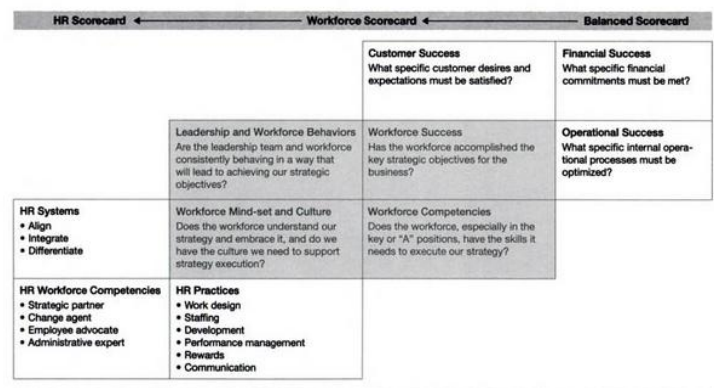 HR Scorecard Workforce Scorecard Balanced Scorecard
Customer Success
What specific customer desires and
expectations must be satisfied?
Financial Success
What specific financial
commitments must be met?
Leadership and Workforce Behaviors
Are the leadership team and workforce
consistently behaving in a way that
will lead to achieving our strategic
objectives?
Workforce Success
Has the workforce accomplished the
key strategic objectives for the
business?
Operational Success
What specific internal opera-
tional processes must be
optimized?
HR Systems
• Align
• Integrate
• Differentiate
Workforce Mind-set and Culture
Does the workforce understand our
strategy and embrace it, and do we
have the culture we need to support
strategy execution?
Workforce Competencies
Does the workforce, especially in the
key or "A" positions, have the skills it
needs to execute our strategy?
HR Workforce Competencies
• Strategic partner
• Change agent
• Employee advocate
• Administrative expert
HR Practices
• Work design
• Staffing
• Development
• Performance management
• Rewards
• Communication